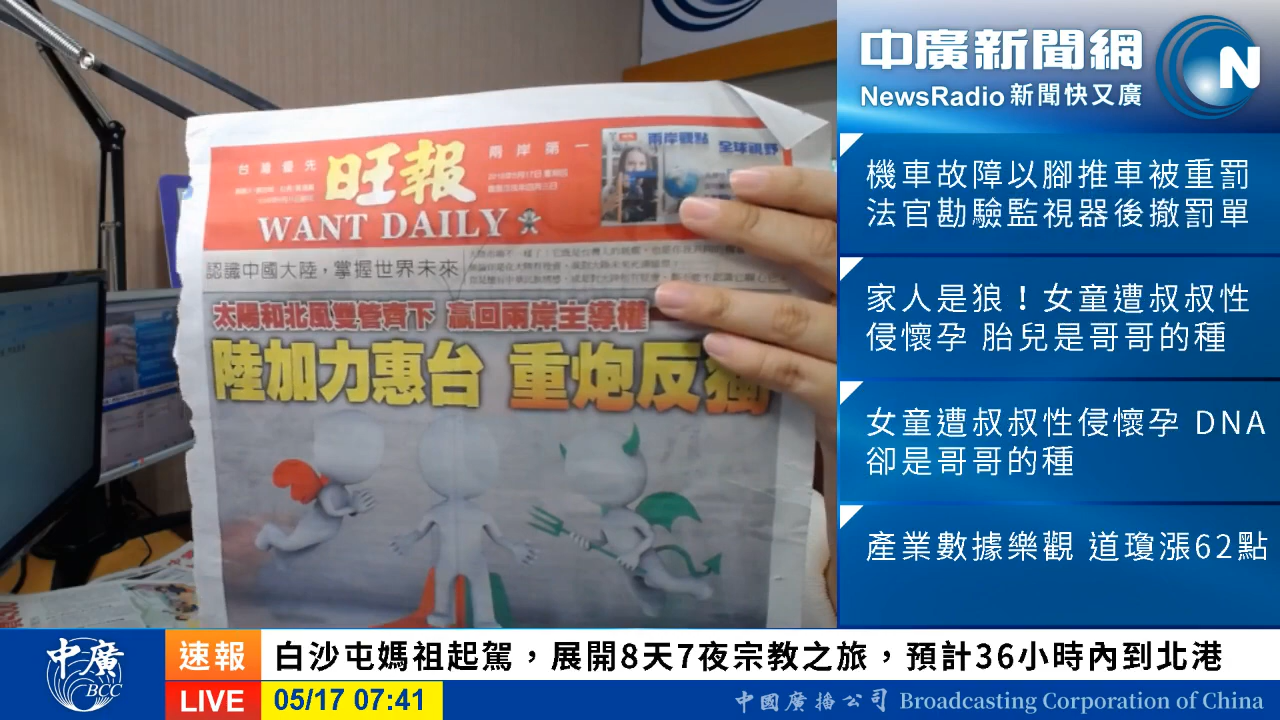 台灣優先
旺報
兩岸第一
兩岸觀點
全球視野
WANT DAILY
認識中國大陸，掌握世界未來
太陽和北風雙管齊下 贏回兩岸主導權
陸加力惠台 重炮反獨
中廣新聞網
NewsRadio 新聞快又廣
N
機車故障以腳推車被重罰
法官勘驗監視器後撤罰單
家人是狼！女童遭叔叔性
侵懷孕 胎兒是哥哥的種
女童遭叔叔性侵懷孕 DNA
卻是哥哥的種
產業數據樂觀 道瓊漲62點
中廣
BCC
速報
白沙屯媽祖起駕，展開8天7夜宗教之旅，預計36小時內到北港
LIVE
05/17 07:41
中國廣播公司 Broadcasting Corporation of China